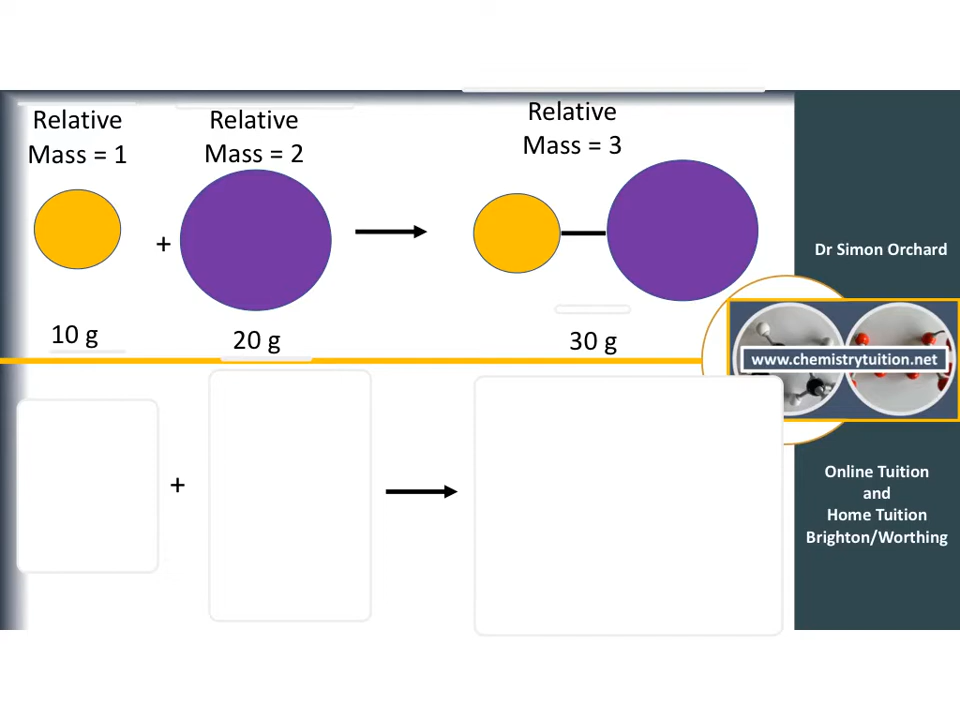 Relative
Mass = 1
Relative
Mass = 2
Relative
Mass = 3
+
10 g
20 g
30 g
+
Dr Simon Orchard
www.chemistrytuition.net
Online Tuition
and
Home Tuition
Brighton/Worthing